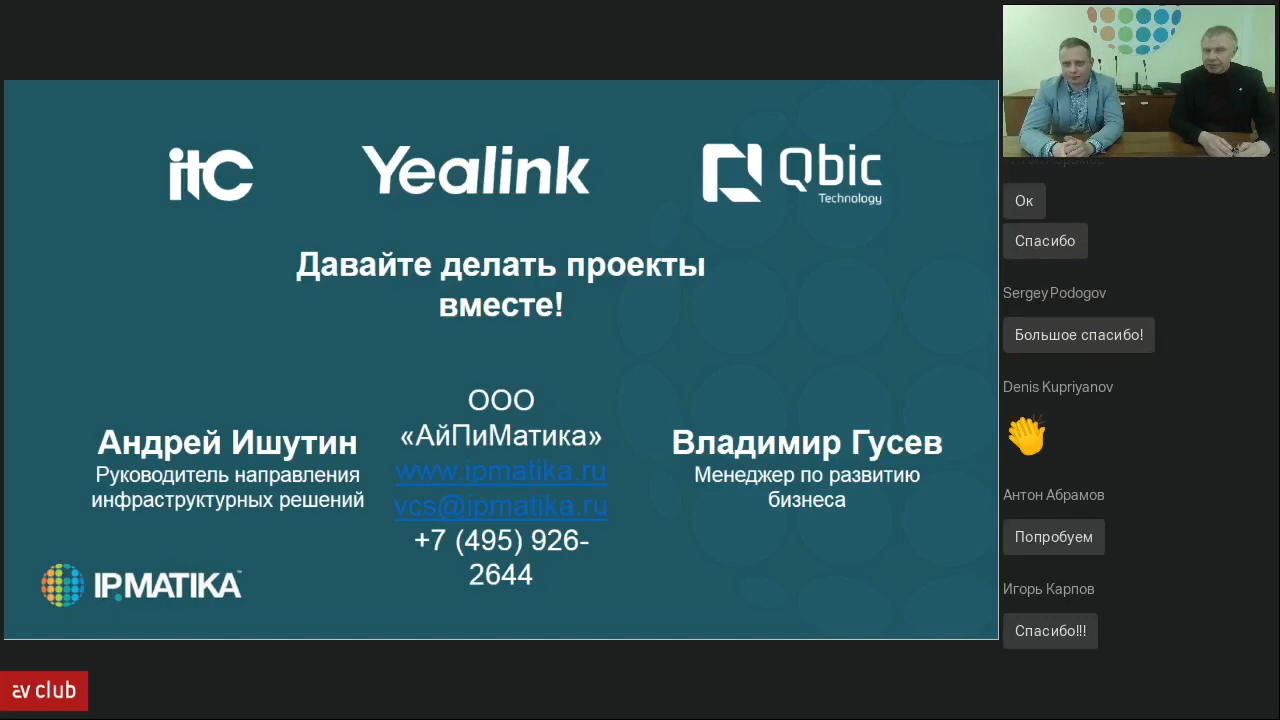 itc
Yealink
Qbic
Technology
Давайте делать проекты
вместе!
Андрей Ишутин
Руководитель направления
инфраструктурных решений
ООО
«АйПиМатика»
www.ipmatika.ru
vcs@ipmatika.ru
+7 (495) 926-
2644
Владимир Гусев
Менеджер по развитию
бизнеса
IPMATIKA™
av club
Ок
Спасибо
Sergey Podogov
Большое спасибо!
Denis Kupriyanov
Антон Абрамов
Попробуем
Игорь Карпов
Спасибо!!!